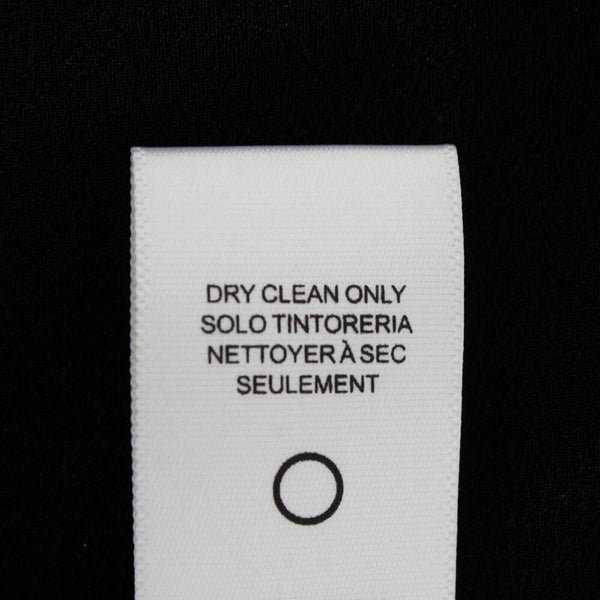 DRY CLEAN ONLY
SOLO TINTORERIA
NETTOYER À SEC
SEULEMENT